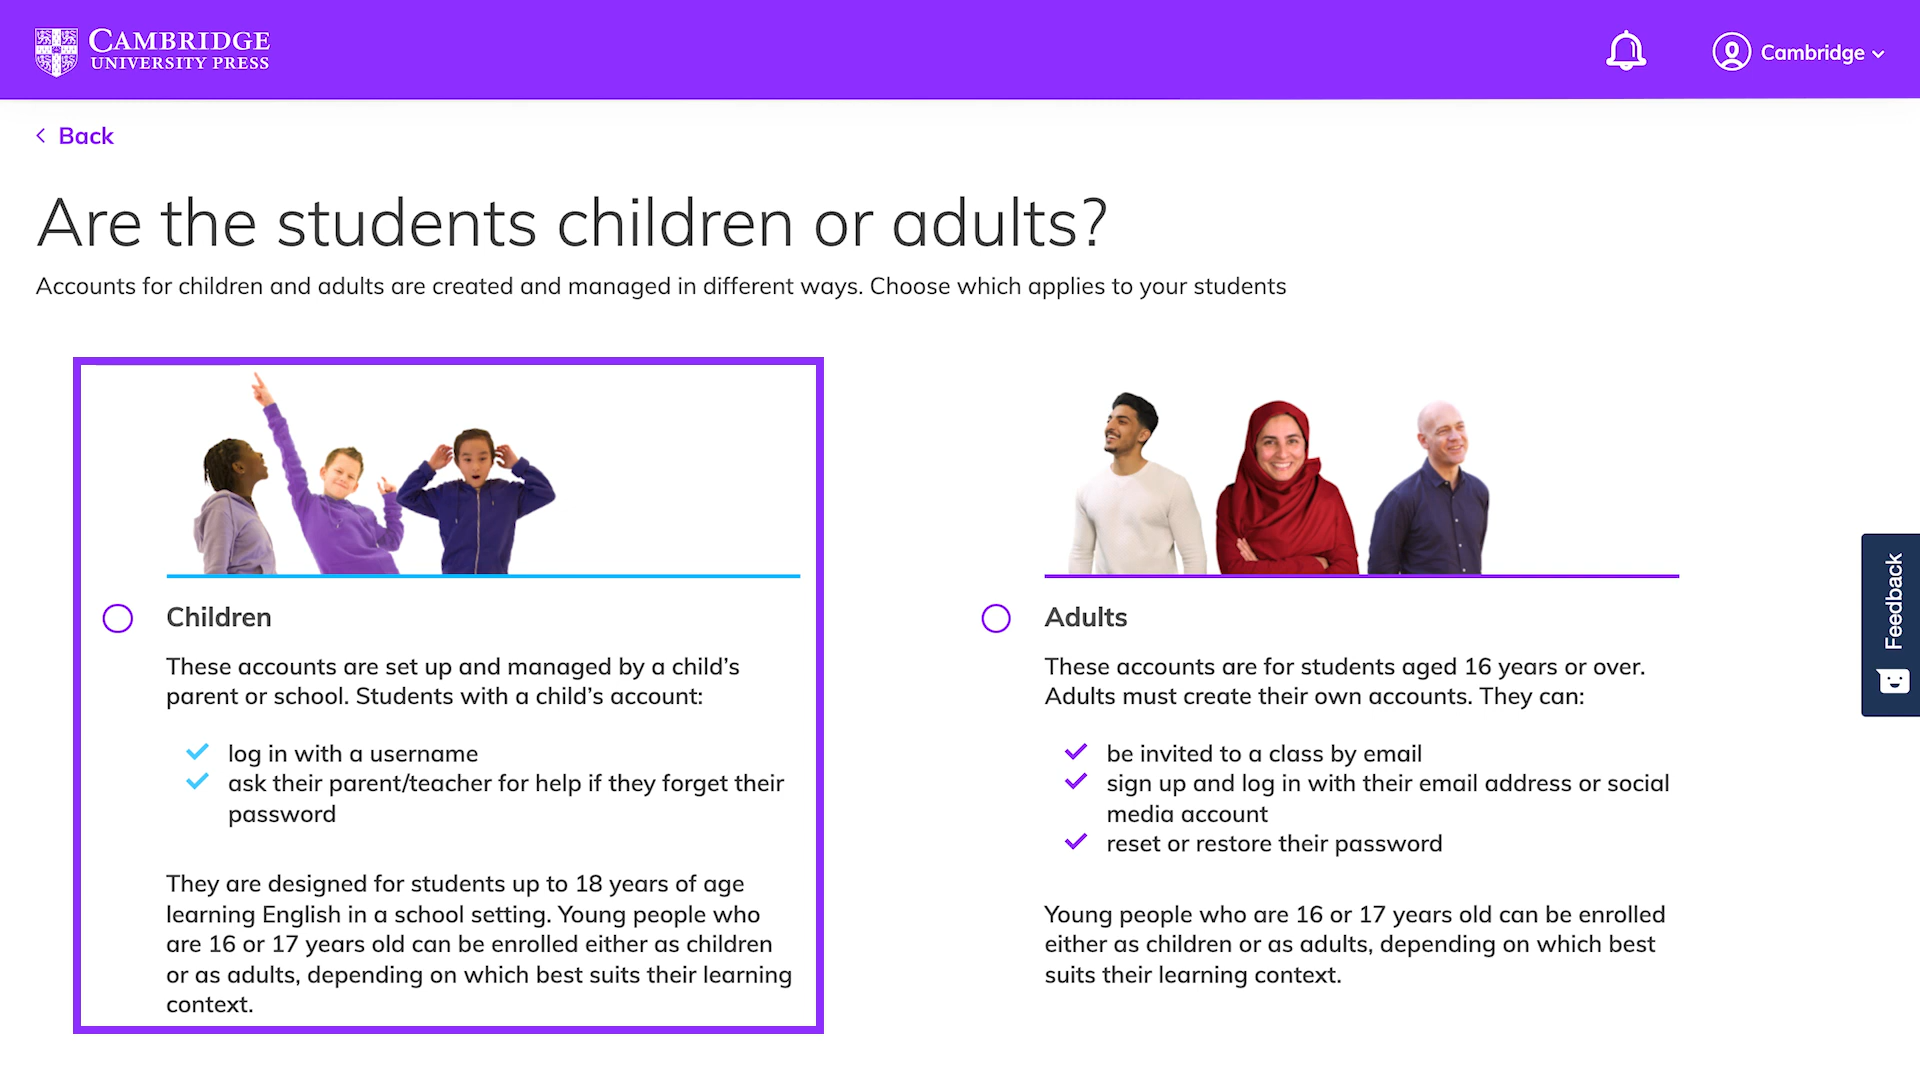 CAMBRIDGE
UNIVERSITY PRESS
Cambridge
Back
Are the students children or adults?
Accounts for children and adults are created and managed in different ways. Choose which applies to your students
Children
These accounts are set up and managed by a child’s
parent or school. Students with a child’s account:
log in with a username
ask their parent/teacher for help if they forget their
password
They are designed for students up to 18 years of age
learning English in a school setting. Young people who
are 16 or 17 years old can be enrolled either as children
or as adults, depending on which best suits their learning
context.
Adults
These accounts are for students aged 16 years or over.
Adults must create their own accounts. They can:
be invited to a class by email
sign up and log in with their email address or social
media account
reset or restore their password
Young people who are 16 or 17 years old can be enrolled
either as children or as adults, depending on which best
suits their learning context.
Feedback